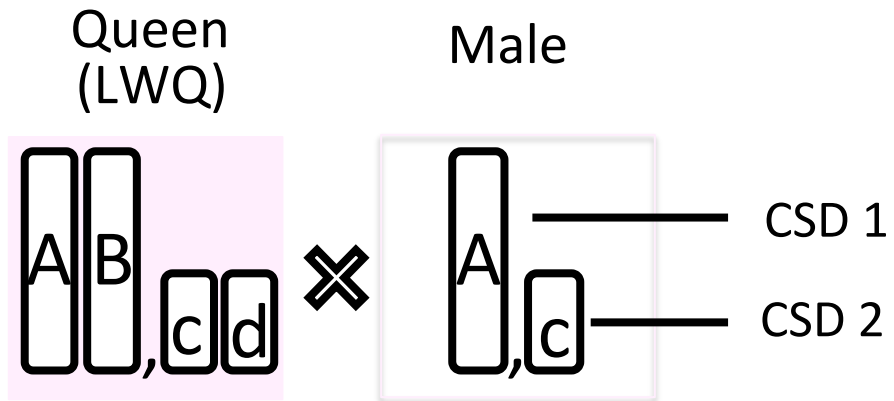 Queen
(LWQ)
Male
A B , c d
A , c
CSD 1
CSD 2